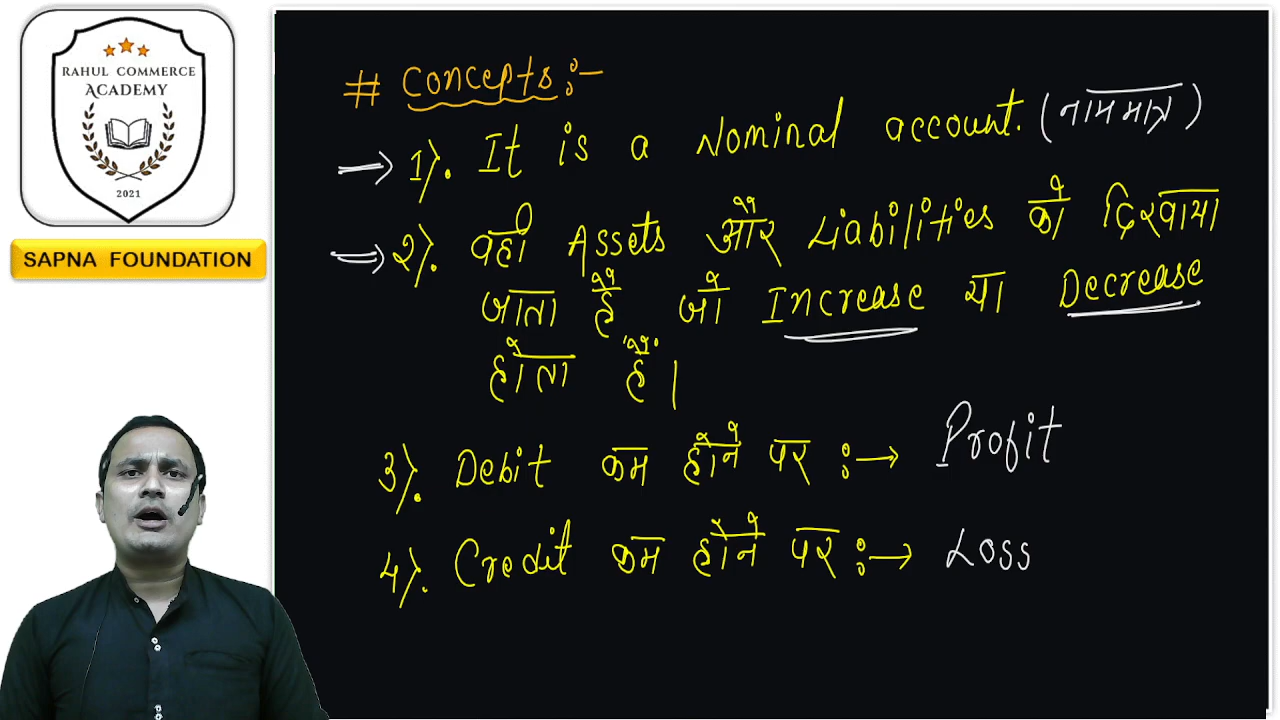 RAHUL COMMERCE
ACADEMY
2021
SAPNA FOUNDATION
# Concepts:-
1). It is a Nominal account. (नाममात्र)
2). वही Assets और Liabilities को दिखाया
जाता है जो Increase या Decrease
होता है।
3). Debit कम होने पर :→ Profit
4). Credit कम होने पर :→ Loss